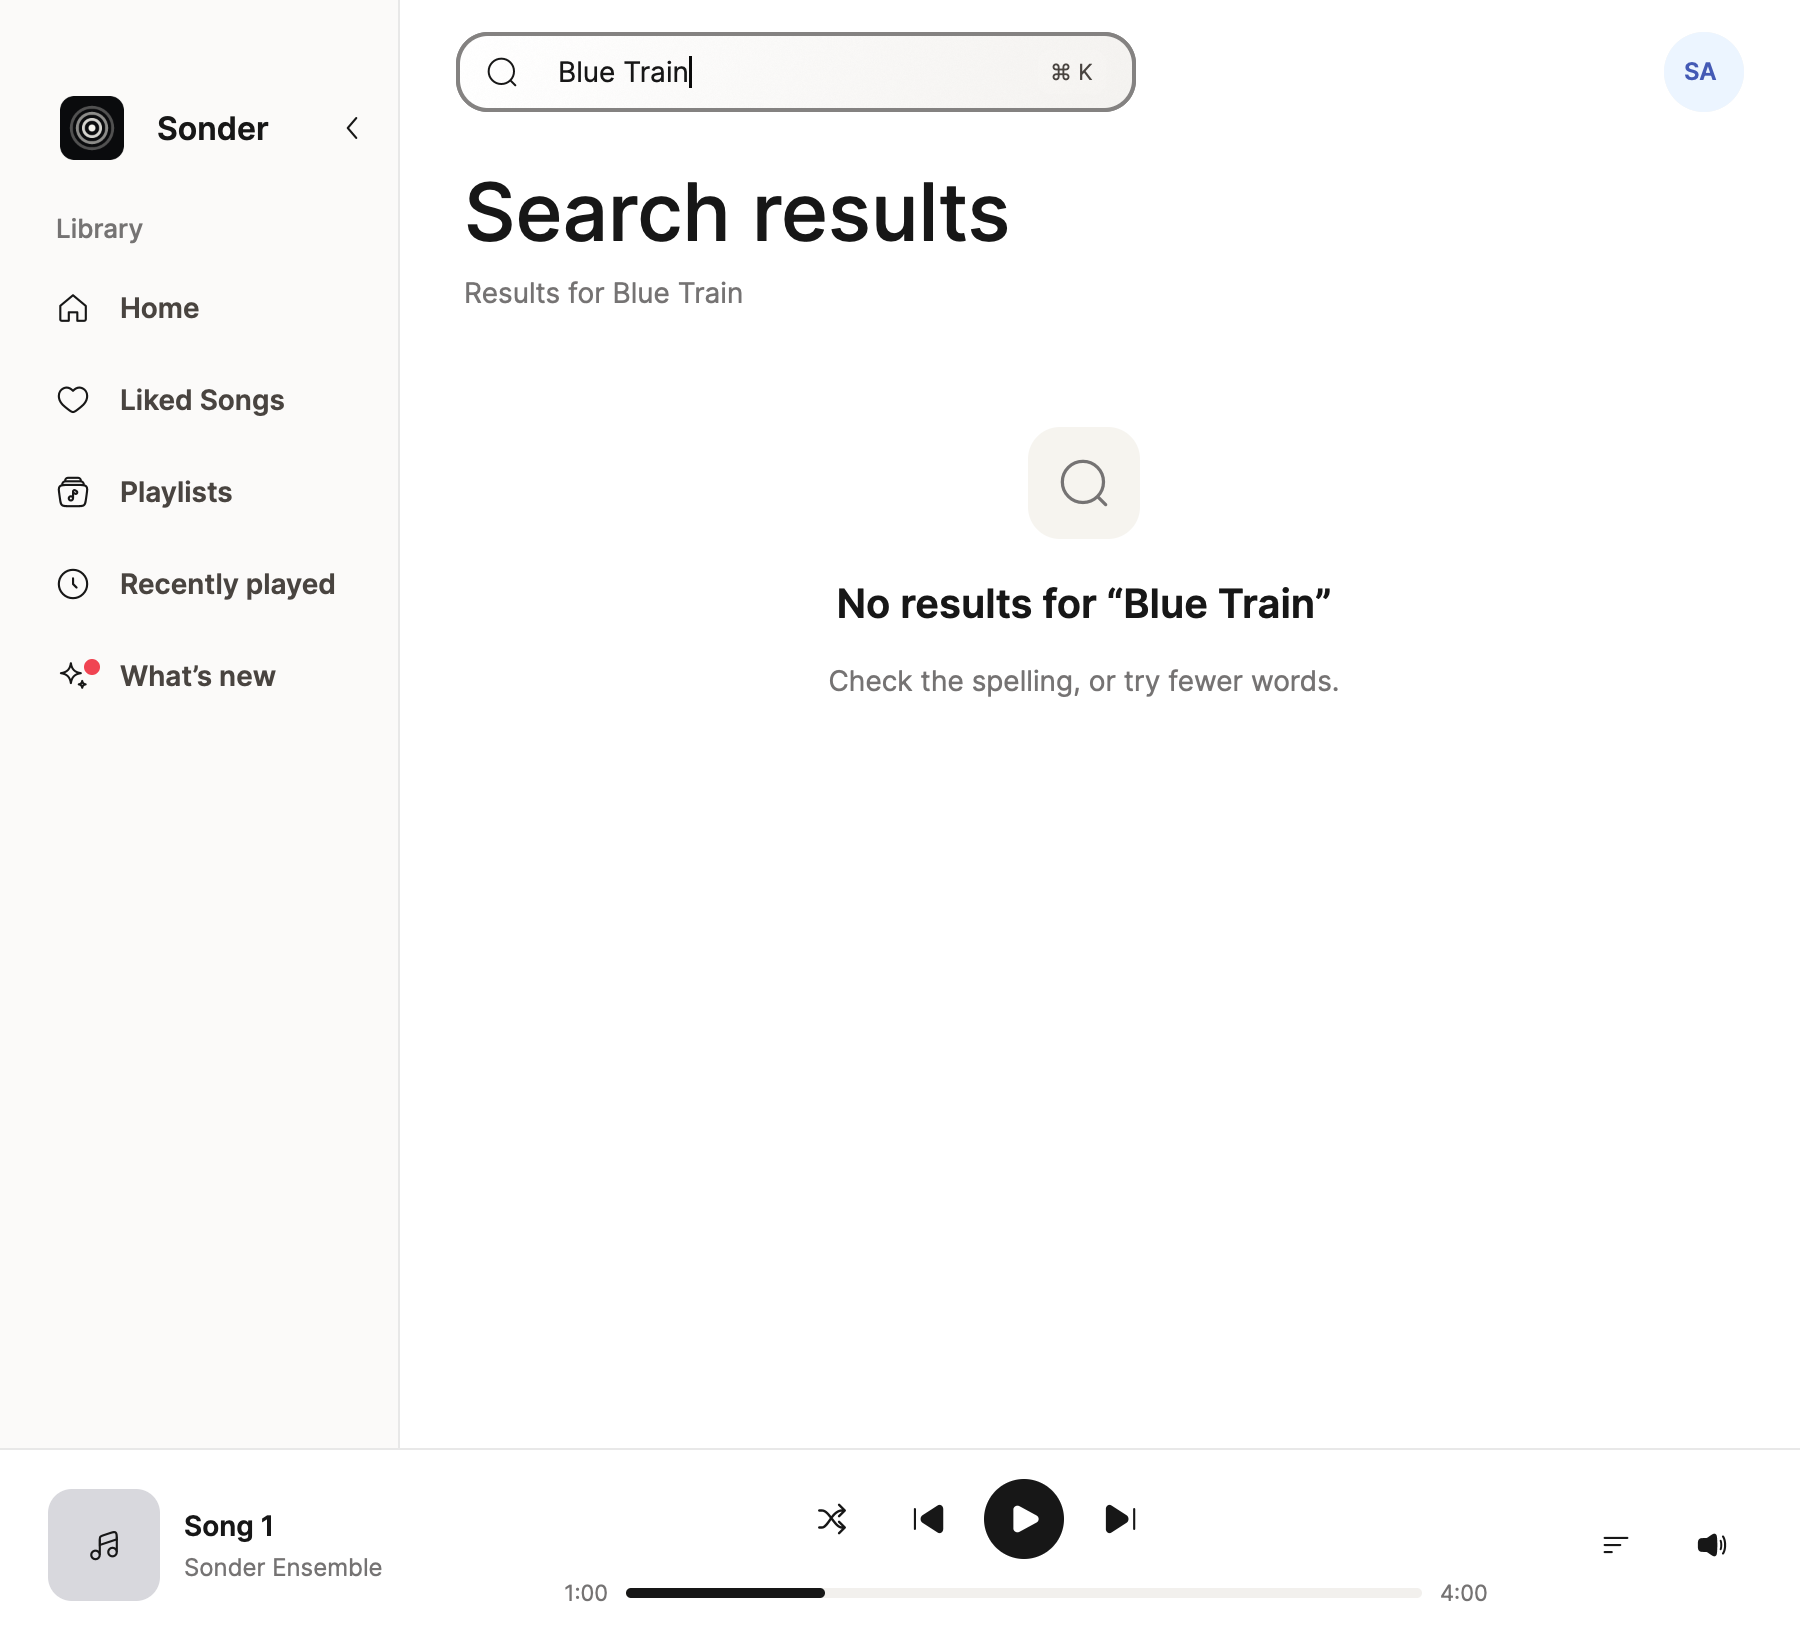 Sonder
Library
Home
Liked Songs
Playlists
Recently played
What’s new
Blue Train
⌘ K
SA
Search results
Results for Blue Train
No results for “Blue Train”
Check the spelling, or try fewer words.
Song 1
Sonder Ensemble
1:00
4:00